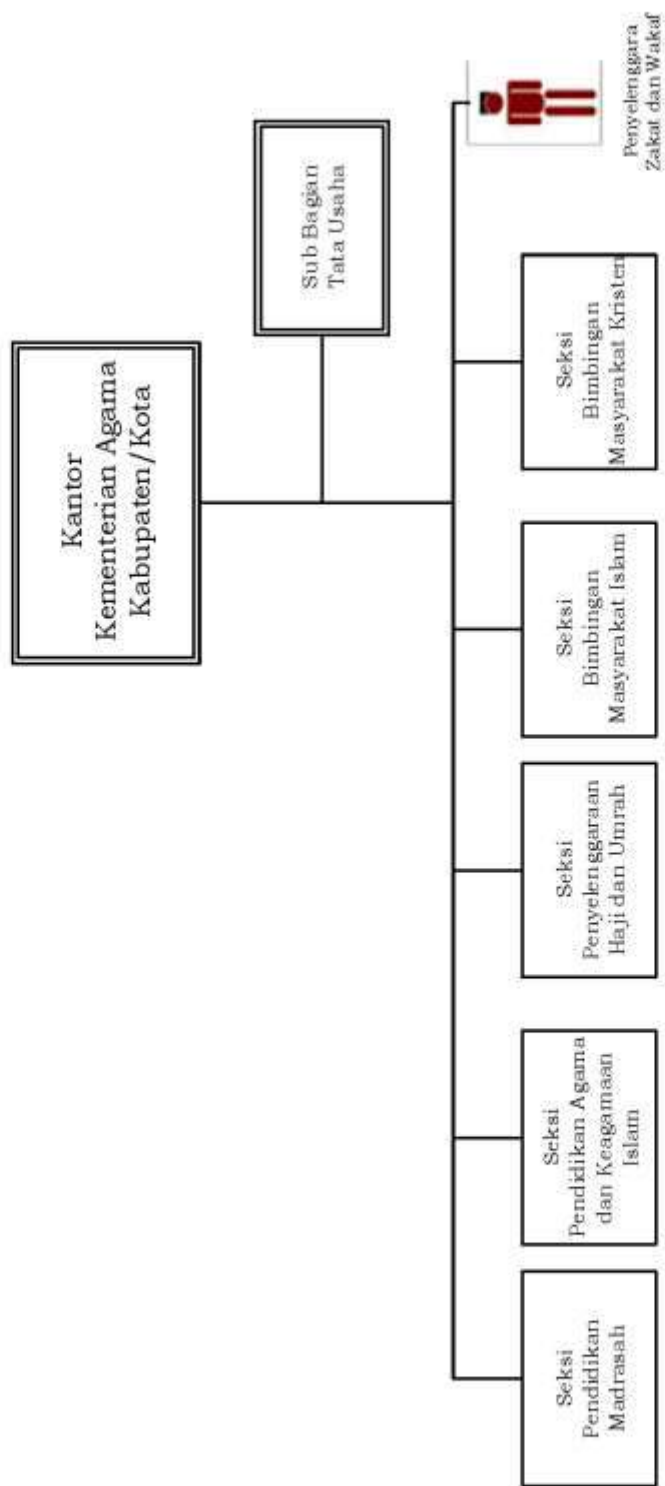 Kantor
Kementerian Agama
Kabupaten/Kota
Sub Bagian
Tata Usaha
Seksi
Pendidikan
Madrasah
Seksi
Pendidikan Agama
dan Keagamaan
Islam
Seksi
Penyelenggaraan
Haji dan Umrah
Seksi
Bimbingan
Masyarakat Islam
Seksi
Bimbingan
Masyarakat Kristen
Penyelenggara
Zakat dan Wakaf